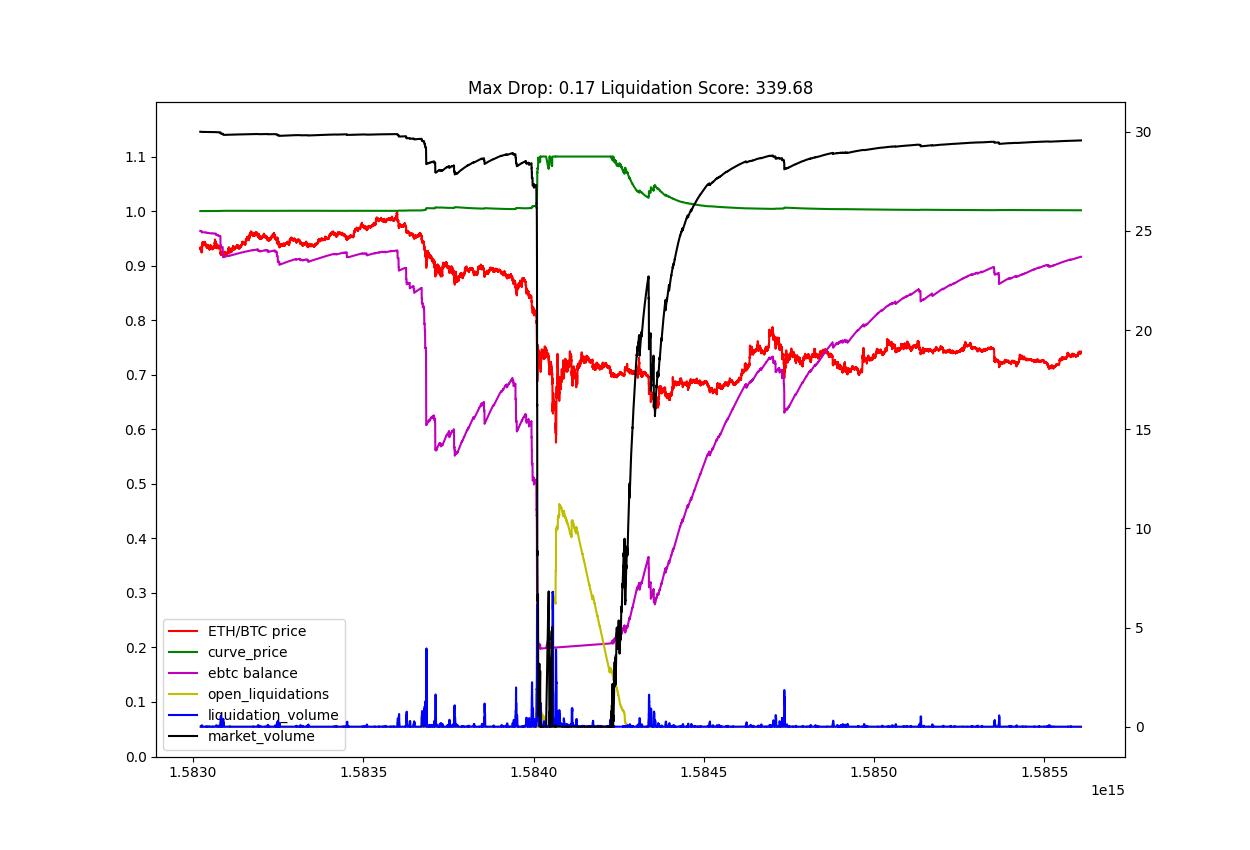 Max Drop: 0.17 Liquidation Score: 339.68
1.1
1.0
0.9
0.8
0.7
0.6
0.5
0.4
0.3
0.2
0.1
0.0
30
25
20
15
10
5
0
ETH/BTC price
curve_price
ebtc balance
open_liquidations
liquidation_volume
market_volume
1.5830 1.5835 1.5840 1.5845 1.5850 1.5855
1e15